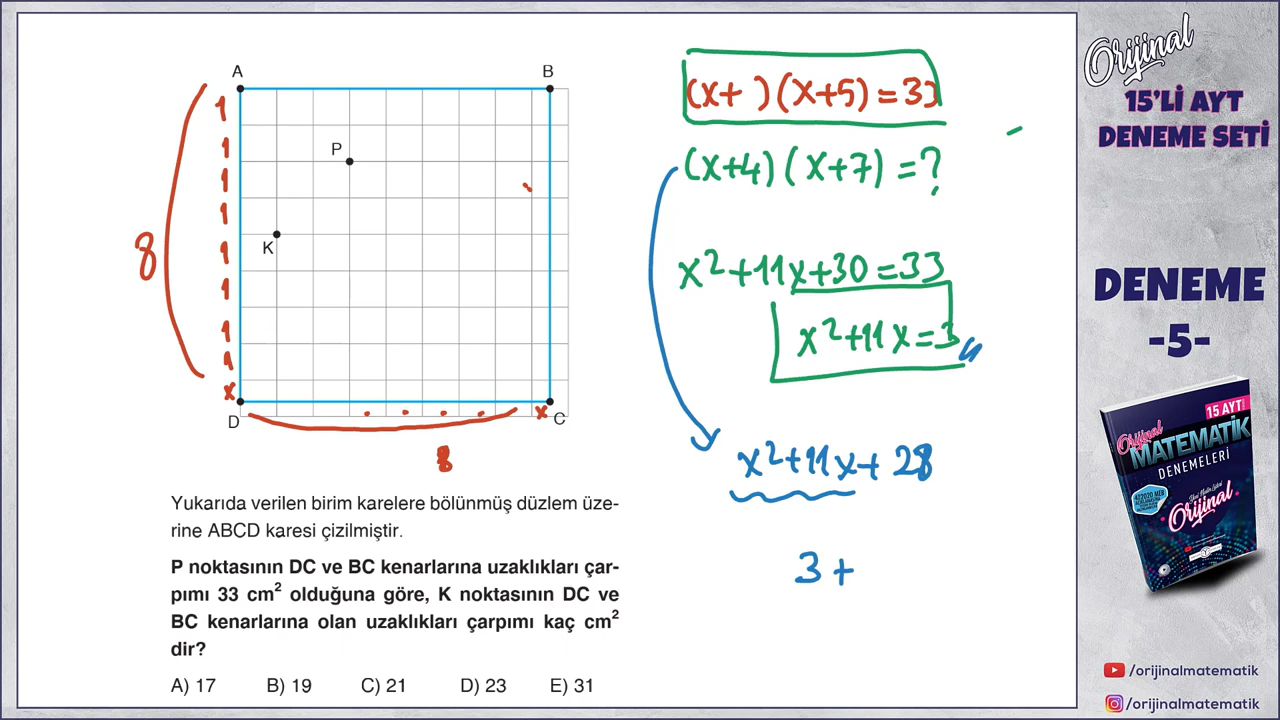 A
B
P
K
D
C
1
1
1
1
1
1
1
1
x
8
x
8
(x+ )(x+5)=33
(x+4)(x+7)=?
x²+11x+30=33
x²+11x=3
x²+11x+28
3+
Yukarıda verilen birim karelere bölünmüş düzlem üze-
rine ABCD karesi çizilmiştir.
P noktasının DC ve BC kenarlarına uzaklıkları çar-
pımı 33 cm² olduğuna göre, K noktasının DC ve
BC kenarlarına olan uzaklıkları çarpımı kaç cm²
dir?
A) 17 B) 19 C) 21 D) 23 E) 31
Orijinal
15'Lİ AYT
DENEME SETİ
DENEME
-5-
15 AYT
Orijinal
MATEMATİK
DENEMELERİ
Orijinal
/orijinalmatematik
/orijinalmatematik